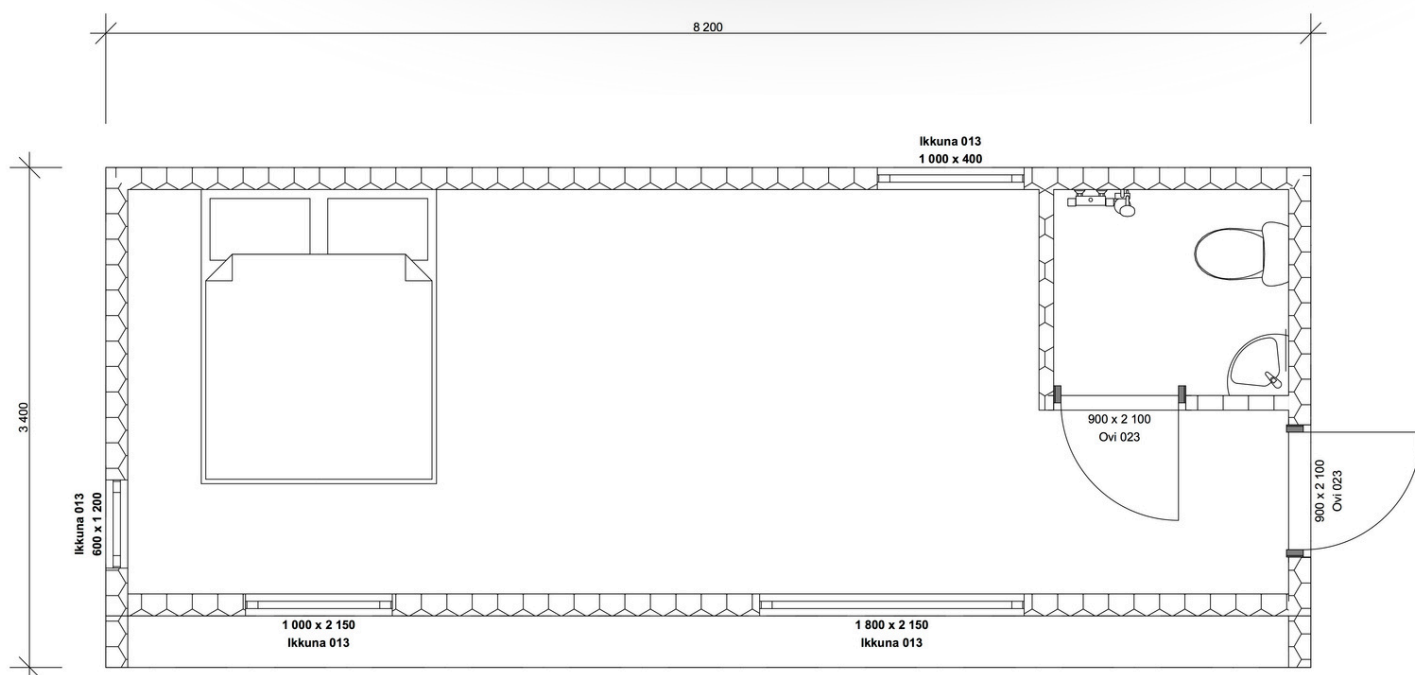 8 200
Ikkuna 013
1 000 x 400
3 400
900 x 2 100
Ovi 023
900 x 2 100
Ovi 023
Ikkuna 013
600 x 1 200
1 000 x 2 150
Ikkuna 013
1 800 x 2 150
Ikkuna 013